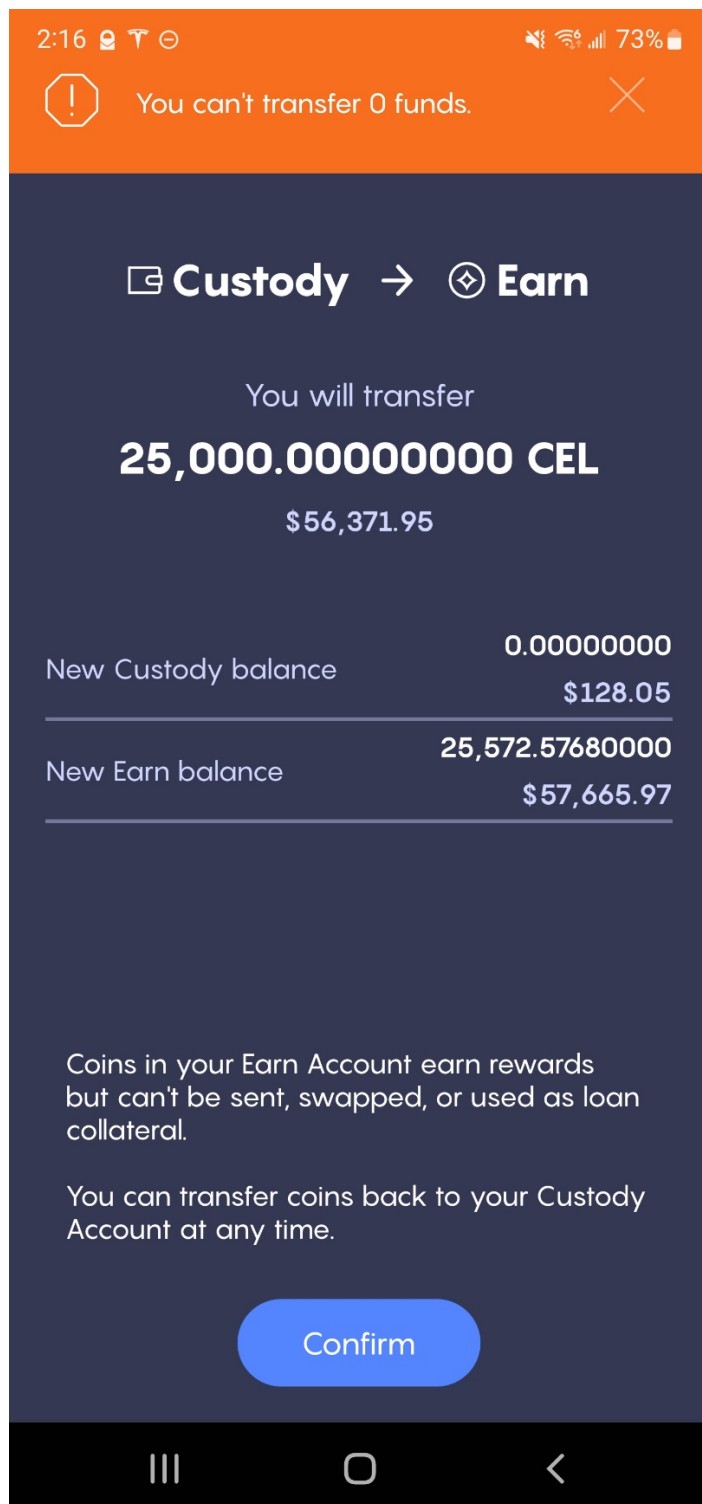 2:16 73%
You can't transfer 0 funds.
Custody → Earn
You will transfer
25,000.00000000 CEL
$56,371.95
New Custody balance
0.00000000
$128.05
New Earn balance
25,572.57680000
$57,665.97
Coins in your Earn Account earn rewards
but can't be sent, swapped, or used as loan
collateral.
You can transfer coins back to your Custody
Account at any time.
Confirm